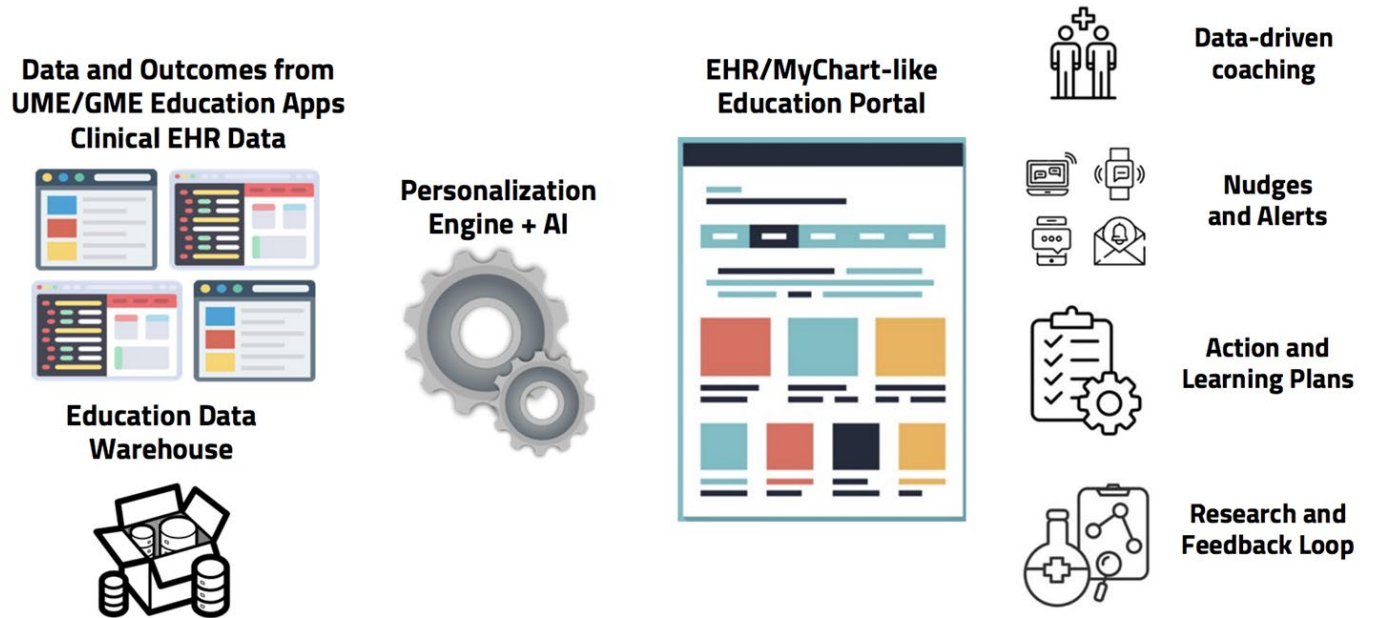 Data and Outcomes from
UME/GME Education Apps
Clinical EHR Data
Education Data
Warehouse
Personalization
Engine + AI
EHR/MyChart-like
Education Portal
Data-driven
coaching
Nudges
and Alerts
Action and
Learning Plans
Research and
Feedback Loop